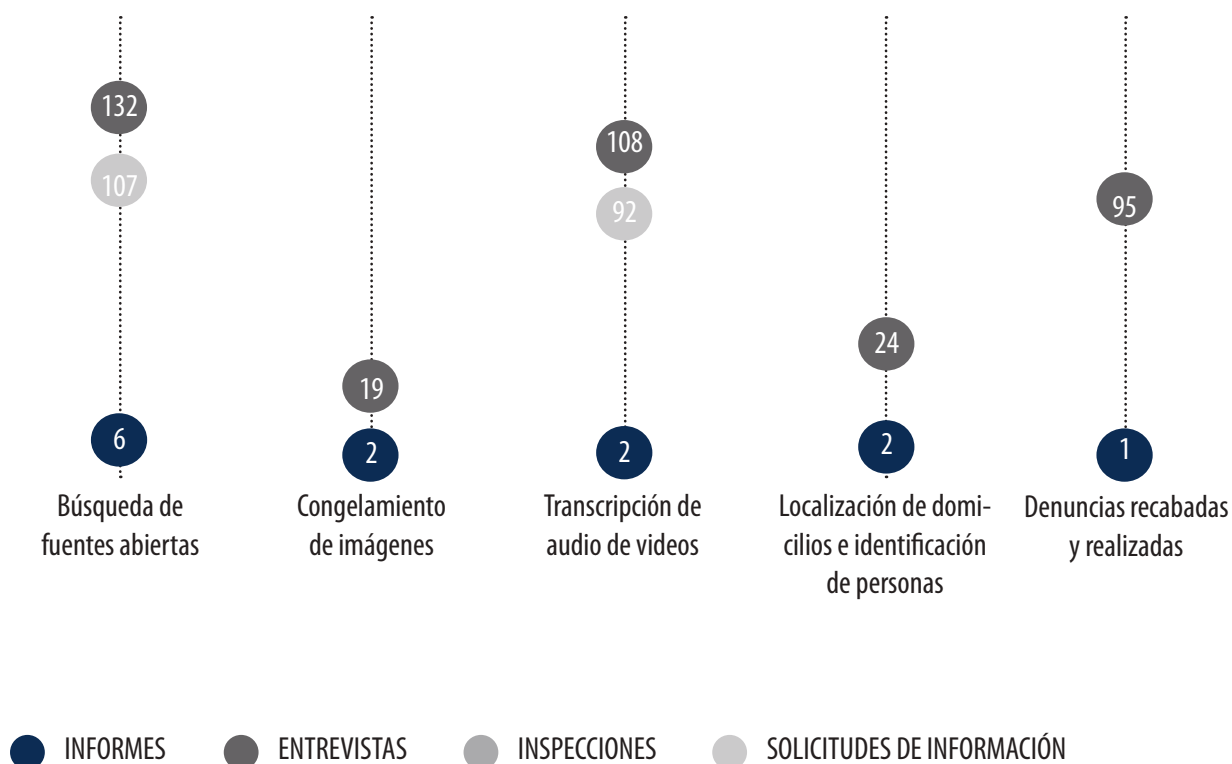 132
107
6
Búsqueda de
fuentes abiertas
19
2
Congelamiento
de imágenes
108
92
2
Transcripción de
audio de videos
24
2
Localización de domi-
cilios e identificación
de personas
95
1
Denuncias recabadas
y realizadas
INFORMES
ENTREVISTAS
INSPECCIONES
SOLICITUDES DE INFORMACIÓN